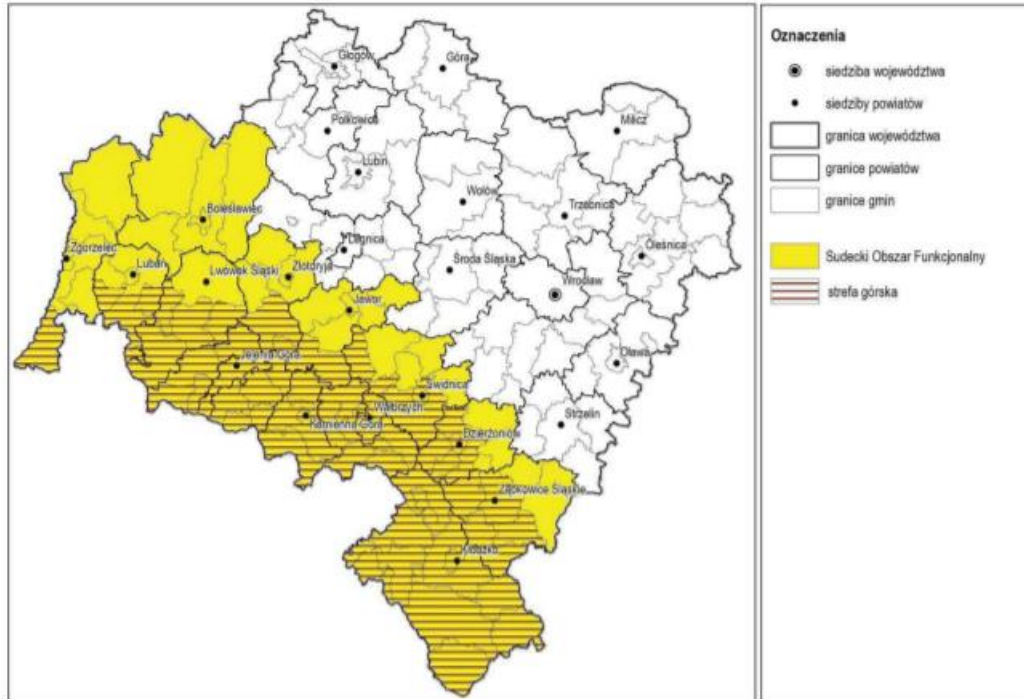 Głogów
Góra
Polkowice
Milicz
Lubin
Wołów
Trzebnica
Bolesławiec
Legnica
Oleśnica
Zgorzelec
Lubań
Lwówek Śląski
Złotoryja
Środa Śląska
Wrocław
Jawor
Jelenia Góra
Oława
Świdnica
Kamienna Góra
Wałbrzych
Strzelin
Dzierżoniów
Ząbkowice Śląskie
Kłodzko
Oznaczenia
siedziba województwa
siedziby powiatów
granica województwa
granice powiatów
granice gmin
Sudecki Obszar Funkcjonalny
strefa górska